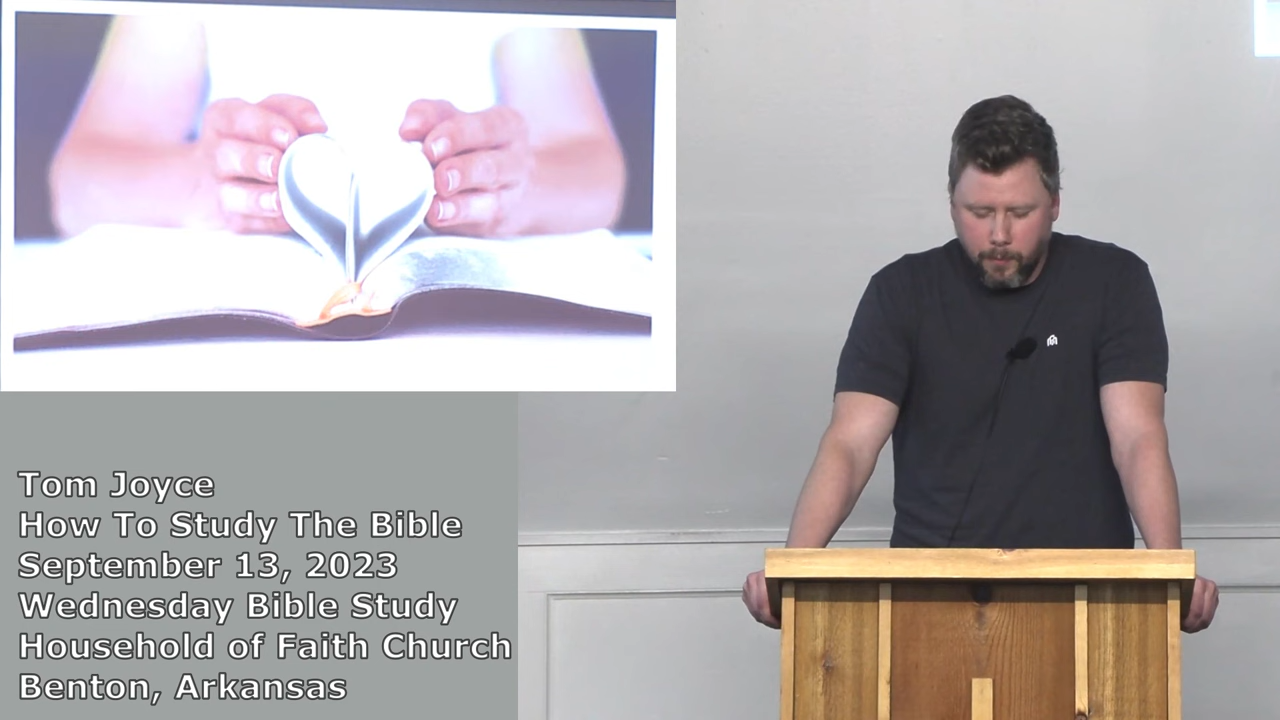 Tom Joyce
How To Study The Bible
September 13, 2023
Wednesday Bible Study
Household of Faith Church
Benton, Arkansas